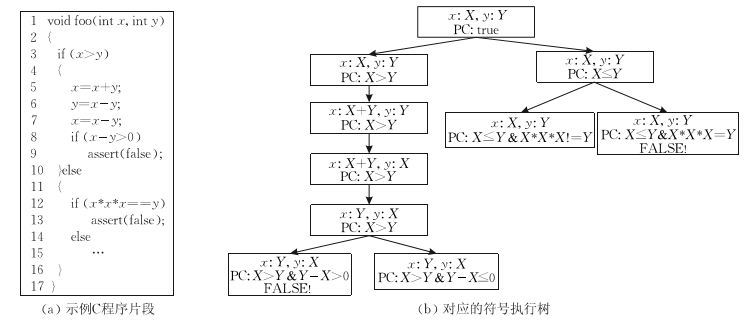 1 void foo(int x, int y)
2 {
3 if (x>y)
4 {
5 x=x+y;
6 y=x−y;
7 x=x−y;
8 if (x−y>0)
9 assert(false);
10 }else
11 {
12 if (x*x*x==y)
13 assert(false);
14 else
15 …
16 }
17 }
(a) 示例C程序片段
x: X, y: Y
PC: true
x: X, y: Y
PC: X>Y
x: X, y: Y
PC: X≤Y
x: X+Y, y: Y
PC: X>Y
x: X, y: Y
PC: X≤Y&X*X*X!=Y
x: X, y: Y
PC: X≤Y&X*X*X=Y
FALSE!
x: X+Y, y: X
PC: X>Y
x: Y, y: X
PC: X>Y
x: Y, y: X
PC: X>Y&Y−X>0
FALSE!
x: Y, y: X
PC: X>Y&Y−X≤0
(b) 对应的符号执行树